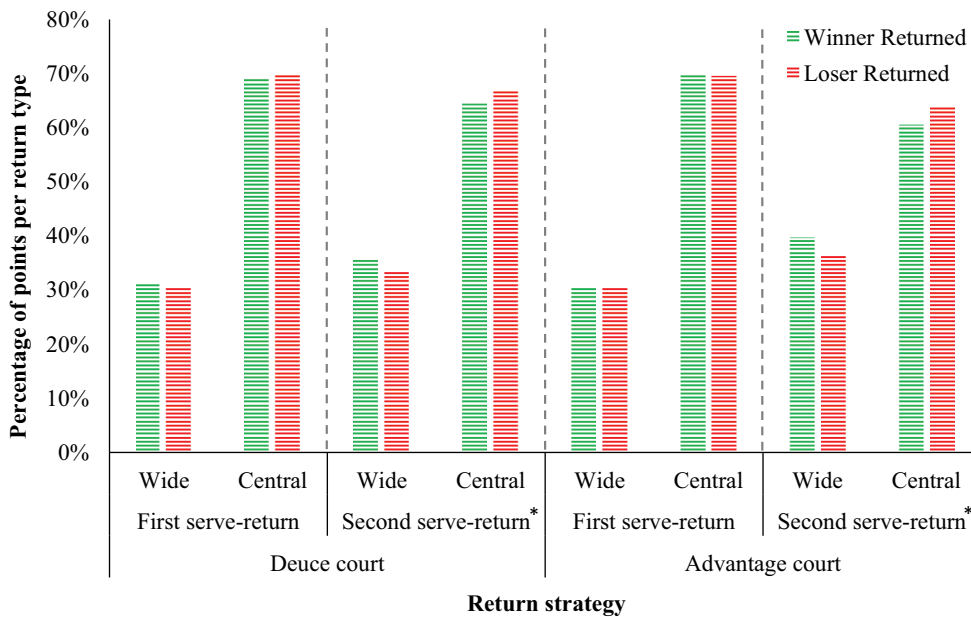 80%
70%
60%
50%
40%
30%
20%
10%
0%
Percentage of points per return type
Winner Returned
Loser Returned
Wide Central Wide Central Wide Central Wide Central
First serve-return Second serve-return* First serve-return Second serve-return*
Deuce court Advantage court
Return strategy